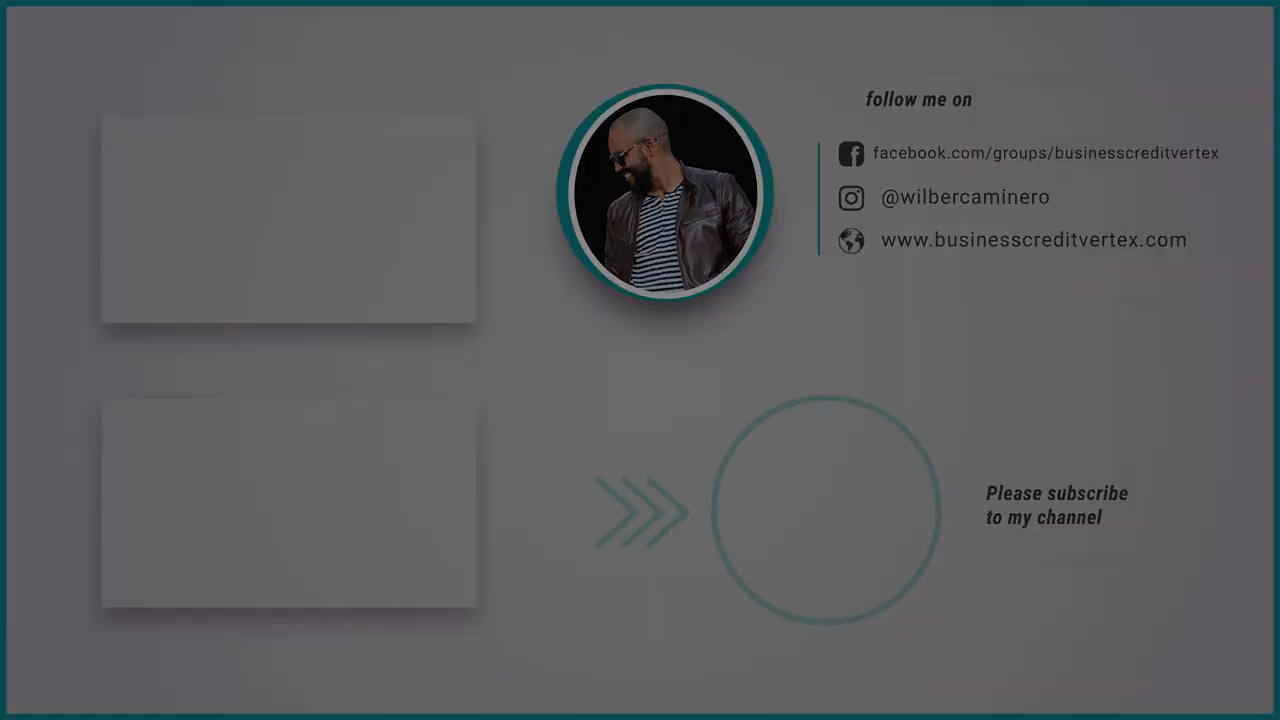 follow me on
facebook.com/groups/businesscreditvertex
@wilbercaminero
www.businesscreditvertex.com
Please subscribe
to my channel